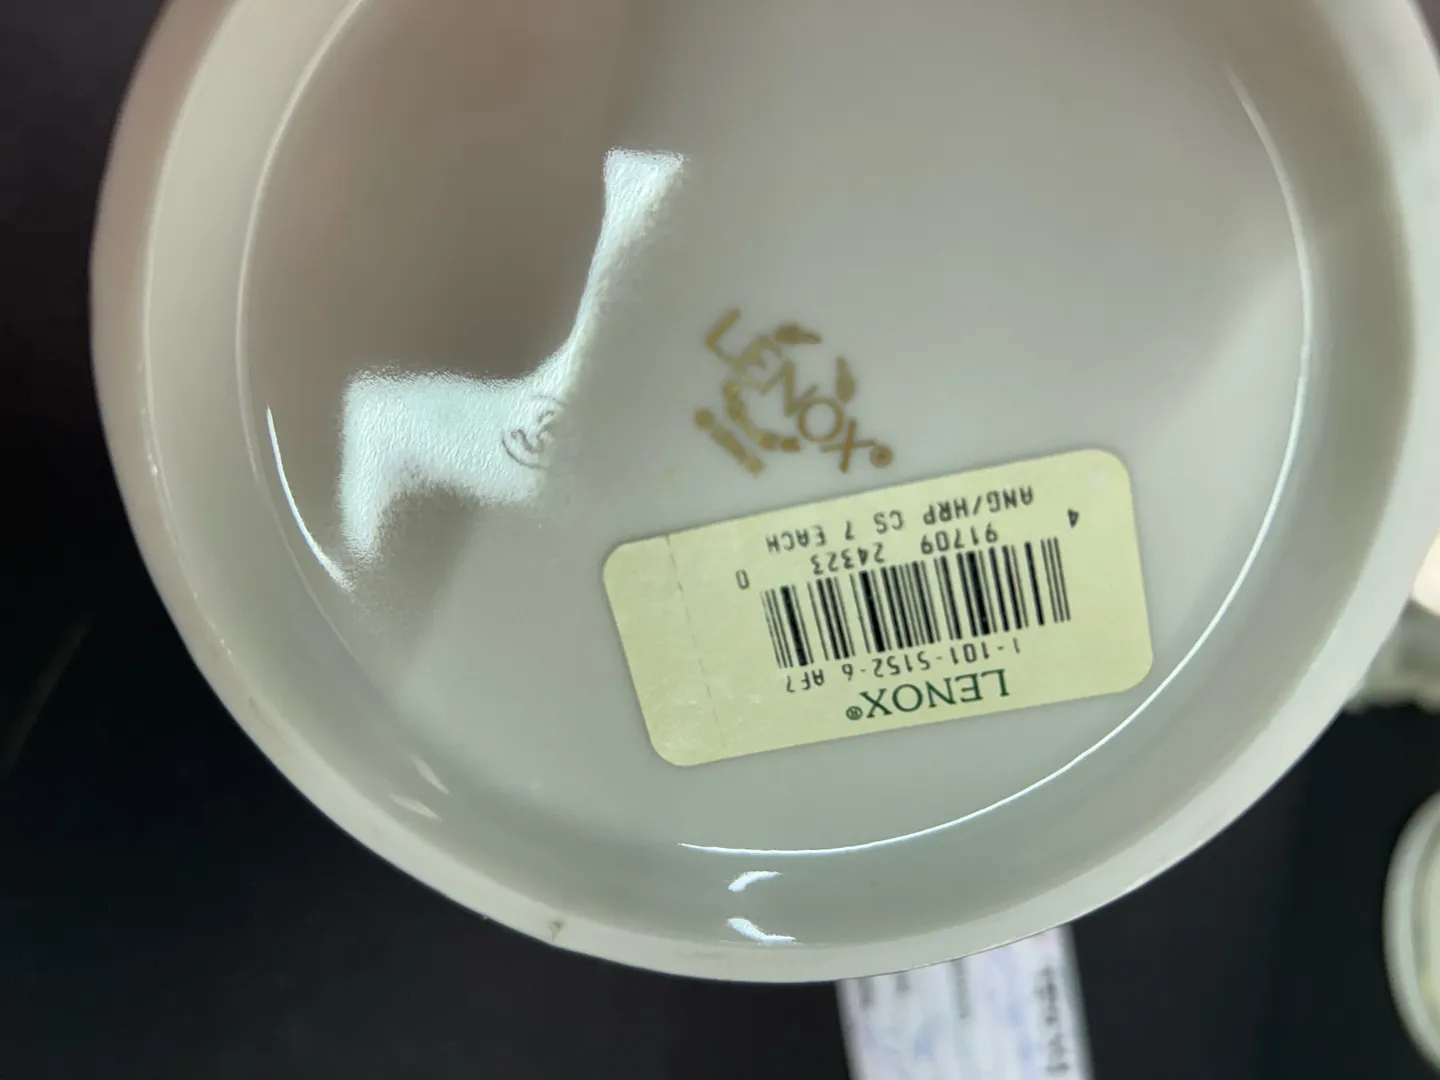 LENOX®
LENOX®
1-101-5152-6 AF7
0 91709 24323 4
ANG/HRP CS 7 EACH